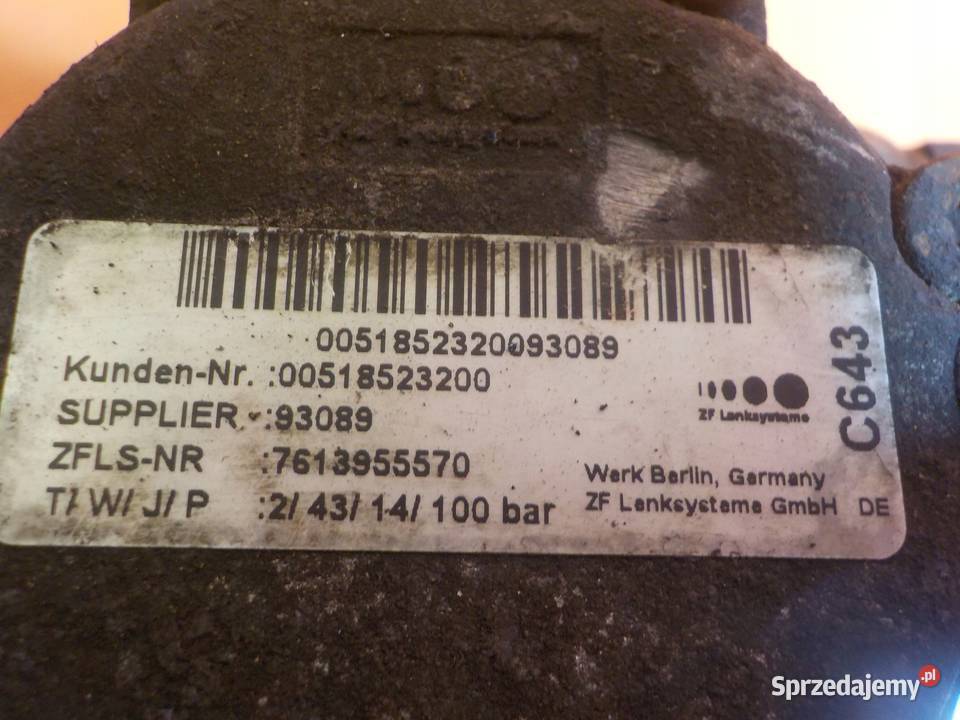 0051852320093089
Kunden-Nr. :00518523200
SUPPLIER :93089
ZFLS-NR :7613955570
T/ W/ J/ P :2/ 43/ 14/ 100 bar
ZF Lenksysteme
C643
Werk Berlin, Germany
ZF Lenksysteme GmbH DE
Sprzedajemy.pl